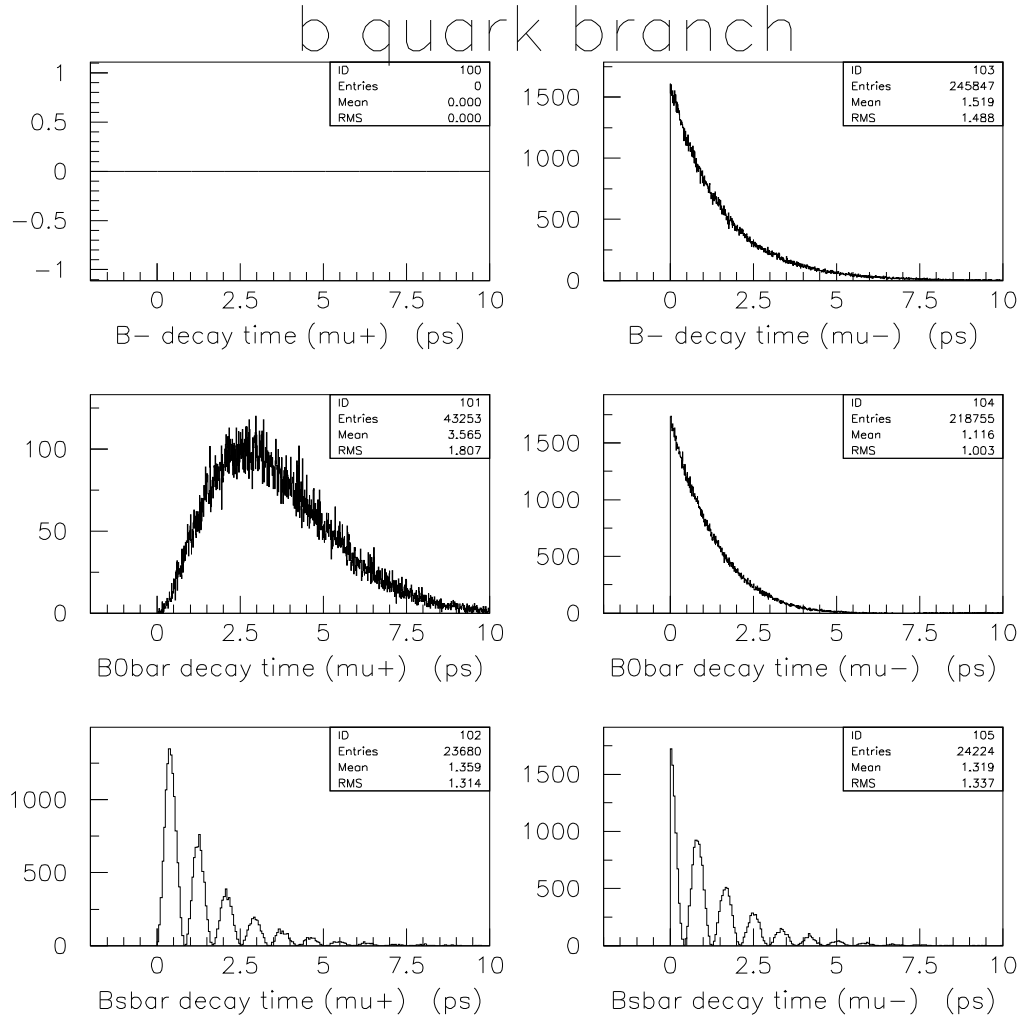 b quark branch
ID 100
Entries 0
Mean 0.000
RMS 0.000
1
0.5
0
−0.5
−1
0 2.5 5 7.5 10
B− decay time (mu+) (ps)
ID 103
Entries 245847
Mean 1.519
RMS 1.488
1500
1000
500
0
0 2.5 5 7.5 10
B− decay time (mu−) (ps)
ID 101
Entries 43253
Mean 3.565
RMS 1.807
100
50
0
0 2.5 5 7.5 10
B0bar decay time (mu+) (ps)
ID 104
Entries 218755
Mean 1.116
RMS 1.003
1500
1000
500
0
0 2.5 5 7.5 10
B0bar decay time (mu−) (ps)
ID 102
Entries 23680
Mean 1.359
RMS 1.314
1000
500
0
0 2.5 5 7.5 10
Bsbar decay time (mu+) (ps)
ID 105
Entries 24224
Mean 1.319
RMS 1.337
1500
1000
500
0
0 2.5 5 7.5 10
Bsbar decay time (mu−) (ps)